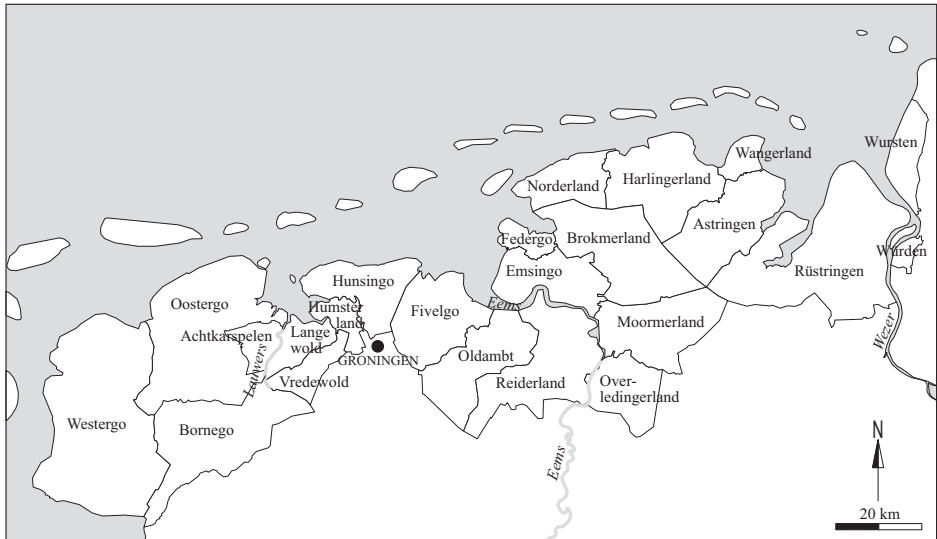 Wursten
Wangerland
Norderland
Harlingerland
Astringen
Federgo
Brokmerland
Würden
Emsingo
Rüstringen
Hunsingo
Oostergo
Humster
land
Fivelgo
Eems
Moormerland
Achtkarspelen
Lange
wold
Wezer
GRONINGEN
Oldambt
Lauwers
Vredewold
Reiderland
Over-
ledingerland
Westergo
Bornego
Eems
N
20 km